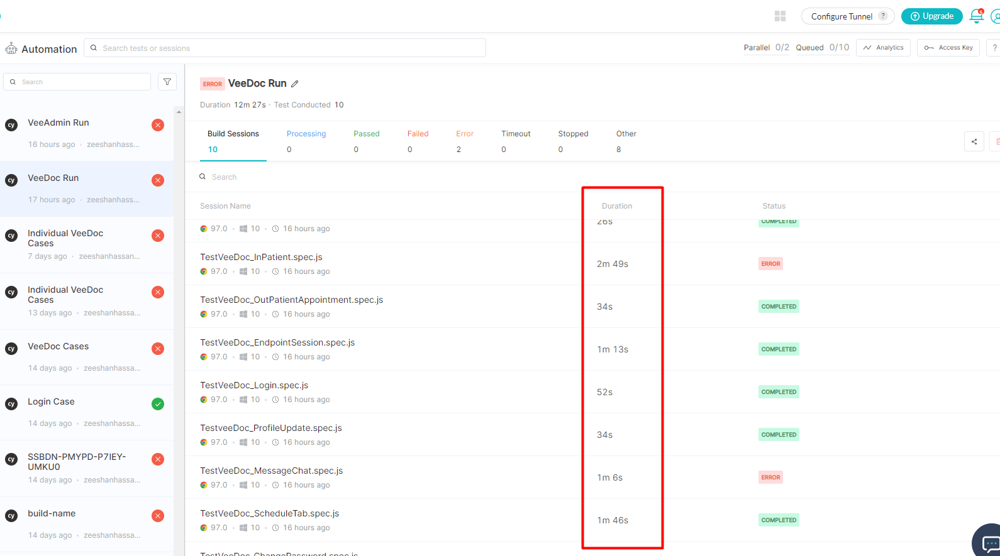 Configure Tunnel ?
Upgrade
5
Automation
Search tests or sessions
Parallel 0/2 Queued 0/10
Analytics
Access Key
?
Search
ERROR VeeDoc Run
Duration 12m 27s · Test Conducted 10
cy VeeAdmin Run
16 hours ago · zeeshanhass...
cy VeeDoc Run
17 hours ago · zeeshanhass...
cy Individual VeeDoc
Cases
7 days ago · zeeshanhassan...
cy Individual VeeDoc
Cases
13 days ago · zeeshanhassa...
cy VeeDoc Cases
14 days ago · zeeshanhassa...
cy Login Case
14 days ago · zeeshanhassa...
cy SSBDN-PMYPD-P7IEY-
UMKU0
14 days ago · zeeshanhassa...
cy build-name
14 days ago · zeeshanhassa...
Build Sessions Processing Passed Failed Error Timeout Stopped Other
10 0 0 0 2 0 0 8
Search
Session Name Duration Status
26s COMPLETED
97.0 · 10 · 16 hours ago
TestVeeDoc_InPatient.spec.js
97.0 · 10 · 16 hours ago
2m 49s ERROR
TestVeeDoc_OutPatientAppointment.spec.js
97.0 · 10 · 16 hours ago
34s COMPLETED
TestVeeDoc_EndpointSession.spec.js
97.0 · 10 · 16 hours ago
1m 13s COMPLETED
TestVeeDoc_Login.spec.js
97.0 · 10 · 16 hours ago
52s COMPLETED
TestveeDoc_ProfileUpdate.spec.js
97.0 · 10 · 16 hours ago
34s COMPLETED
TestVeeDoc_MessageChat.spec.js
97.0 · 10 · 16 hours ago
1m 6s ERROR
TestVeeDoc_ScheduleTab.spec.js
97.0 · 10 · 16 hours ago
1m 46s COMPLETED
TestVeeDoc_ChangePassword.spec.js